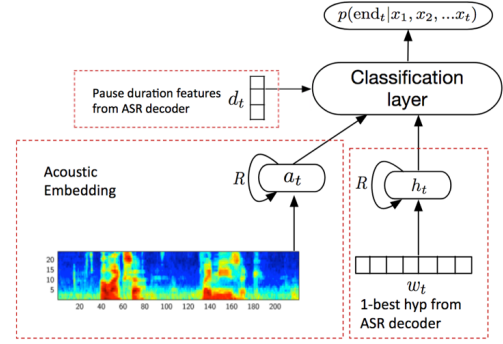 p(end_t|x_1, x_2, ...x_t)
Classification
layer
Pause duration features
from ASR decoder
d_t
Acoustic
Embedding
R
a_t
R
h_t
20
15
10
5
20 40 60 80 100 120 140 160 180 200
w_t
1-best hyp from
ASR decoder